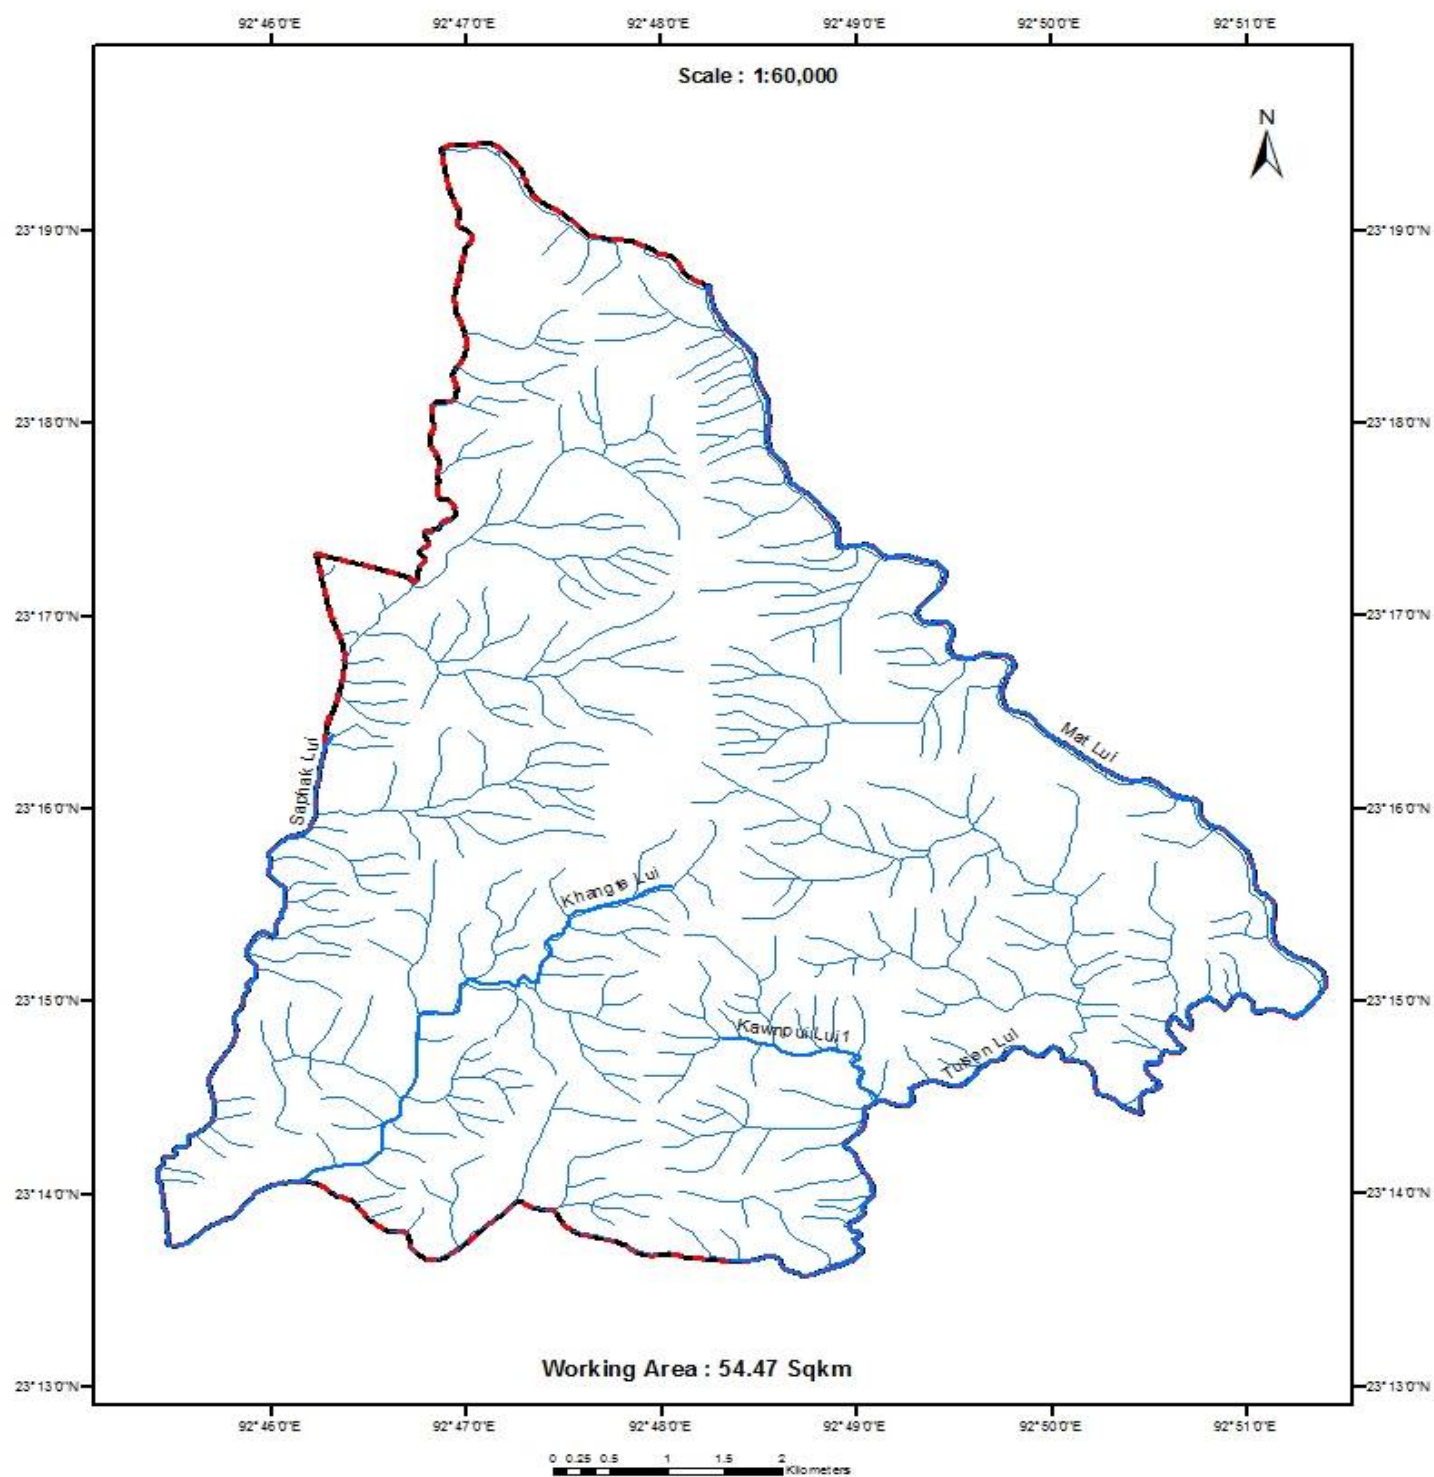 92°46'0"E 92°47'0"E 92°48'0"E 92°49'0"E 92°50'0"E 92°51'0"E
Scale : 1:60,000
N
23°19'0"N 23°19'0"N
23°18'0"N 23°18'0"N
23°17'0"N 23°17'0"N
Mat Lui
Saphak Lui
23°16'0"N 23°16'0"N
Khangte Lui
23°15'0"N 23°15'0"N
Kawnpui Lui 1
Tuisen Lui
23°14'0"N 23°14'0"N
Working Area : 54.47 Sqkm
23°13'0"N 23°13'0"N
92°46'0"E 92°47'0"E 92°48'0"E 92°49'0"E 92°50'0"E 92°51'0"E
0 0.25 0.5 1 1.5 2
Kilometers